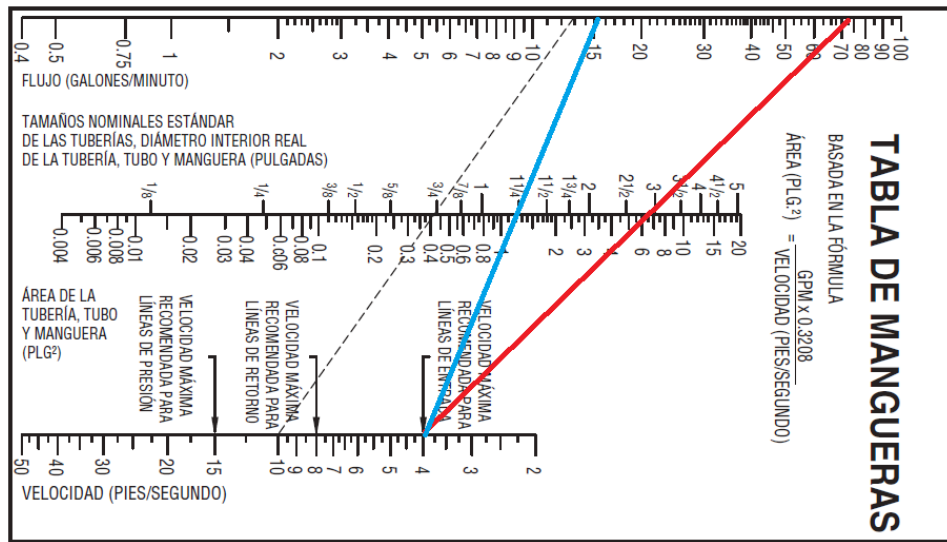 TABLA DE MANGUERAS
BASADA EN LA FÓRMULA
ÁREA (PLG.²) = GPM x 0.3208
VELOCIDAD (PIES/SEGUNDO)
0.4 0.5 0.75 1 2 3 4 5 6 7 8 9 10 15 20 30 40 50 60 70 80 90 100
FLUJO (GALONES/MINUTO)
TAMAÑOS NOMINALES ESTÁNDAR
DE LAS TUBERÍAS, DIÁMETRO INTERIOR REAL
DE LA TUBERÍA, TUBO Y MANGUERA (PULGADAS)
1/8 1/4 3/8 1/2 5/8 3/4 7/8 1 1 1/4 1 1/2 1 3/4 2 2 1/2 3 3 1/2 4 4 1/2 5
0.004 0.006 0.008 0.01 0.02 0.03 0.04 0.06 0.08 0.1 0.2 0.3 0.4 0.5 0.6 0.8 1 2 3 4 6 8 10 15 20
ÁREA DE LA
TUBERÍA, TUBO
Y MANGUERA
(PLG²)
VELOCIDAD MÁXIMA
RECOMENDADA PARA
LÍNEAS DE PRESIÓN
VELOCIDAD MÁXIMA
RECOMENDADA PARA
LÍNEAS DE RETORNO
VELOCIDAD MÁXIMA
RECOMENDADA PARA
LÍNEAS DE ENTRADA
50 40 30 20 15 10 9 8 7 6 5 4 3 2
VELOCIDAD (PIES/SEGUNDO)